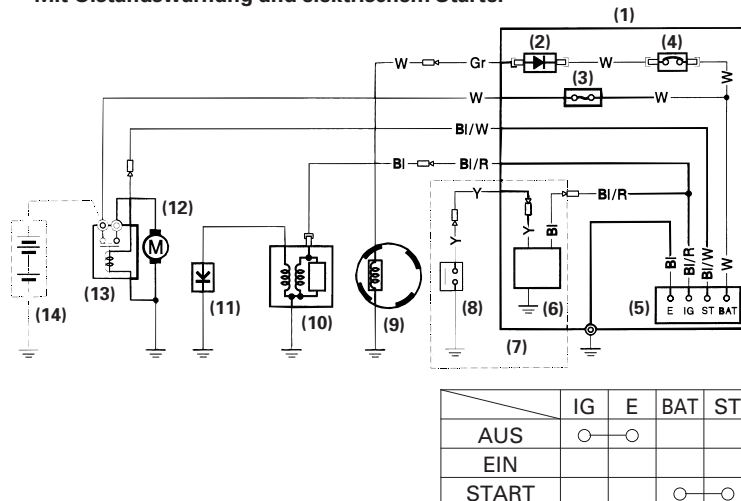 Mit Ölstandswarnung und elektrischem Starter
(1)
(2)
(4)
W
Gr
W
W
(3)
W
W
Bl/W
Bl
Bl/R
Y
Bl/R
Y
Y
Bl
Bl
Bl/R
Bl/W
W
(12)
M
(13)
(14)
(11)
(10)
(9)
(8)
(6)
(7)
(5)
E IG ST BAT
IG E BAT ST
AUS
EIN
START